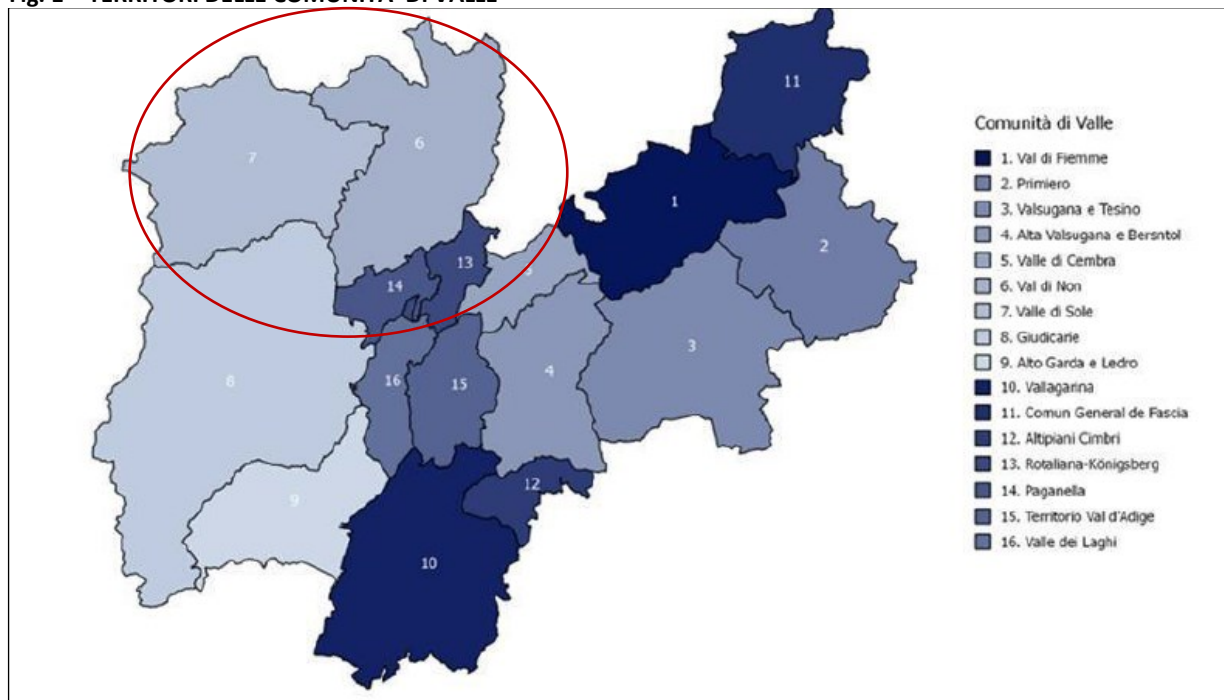 Fig. – TERRITORI DELLE COMUNITA' DI VALLE
11
6
7
1
2
13
5
14
3
4
8
16
15
12
9
10
Comunità di Valle
1. Val di Fiemme
2. Primiero
3. Valsugana e Tesino
4. Alta Valsugana e Bersntol
5. Valle di Cembra
6. Val di Non
7. Valle di Sole
8. Giudicarie
9. Alto Garda e Ledro
10. Vallagarina
11. Comun General de Fascia
12. Altipiani Cimbri
13. Rotaliana-Königsberg
14. Paganella
15. Territorio Val d'Adige
16. Valle dei Laghi